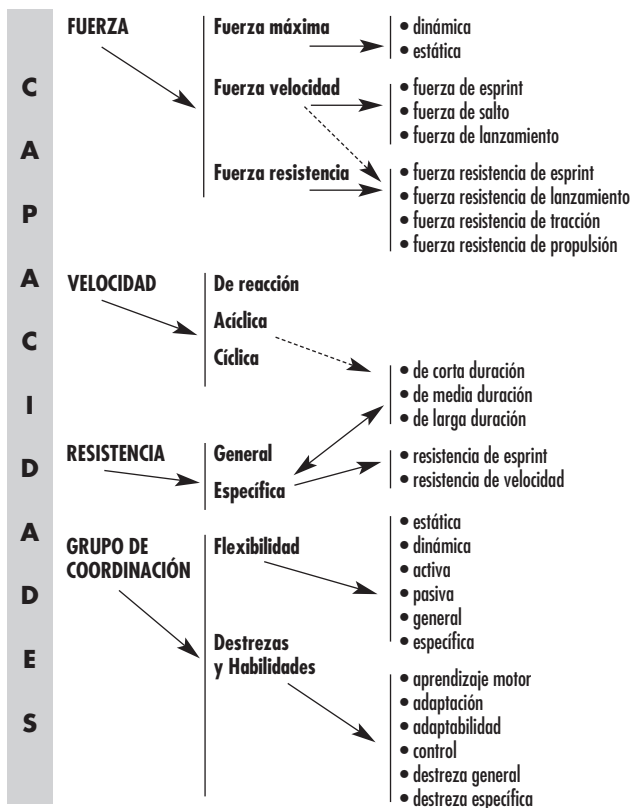 CAPACIDADES
FUERZA
Fuerza máxima
• dinámica
• estática
Fuerza velocidad
• fuerza de esprint
• fuerza de salto
• fuerza de lanzamiento
Fuerza resistencia
• fuerza resistencia de esprint
• fuerza resistencia de lanzamiento
• fuerza resistencia de tracción
• fuerza resistencia de propulsión
VELOCIDAD
De reacción
Acíclica
Cíclica
• de corta duración
• de media duración
• de larga duración
RESISTENCIA
General
Específica
• resistencia de esprint
• resistencia de velocidad
GRUPO DE
COORDINACIÓN
Flexibilidad
• estática
• dinámica
• activa
• pasiva
• general
• específica
Destrezas
y Habilidades
• aprendizaje motor
• adaptación
• adaptabilidad
• control
• destreza general
• destreza específica